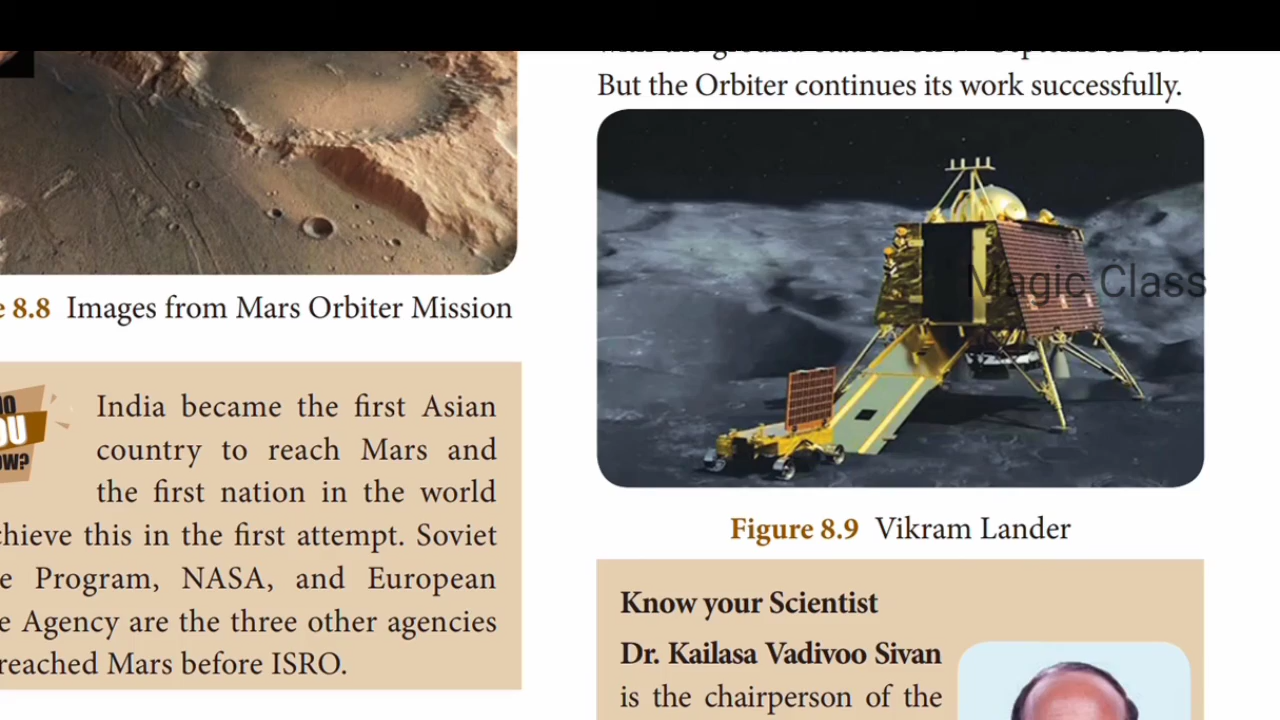 e 8.8 Images from Mars Orbiter Mission
YOU
India became the first Asian
country to reach Mars and
the first nation in the world
chieve this in the first attempt. Soviet
e Program, NASA, and European
e Agency are the three other agencies
reached Mars before ISRO.
But the Orbiter continues its work successfully.
Magic Class
Figure 8.9 Vikram Lander
Know your Scientist
Dr. Kailasa Vadivoo Sivan
is the chairperson of the